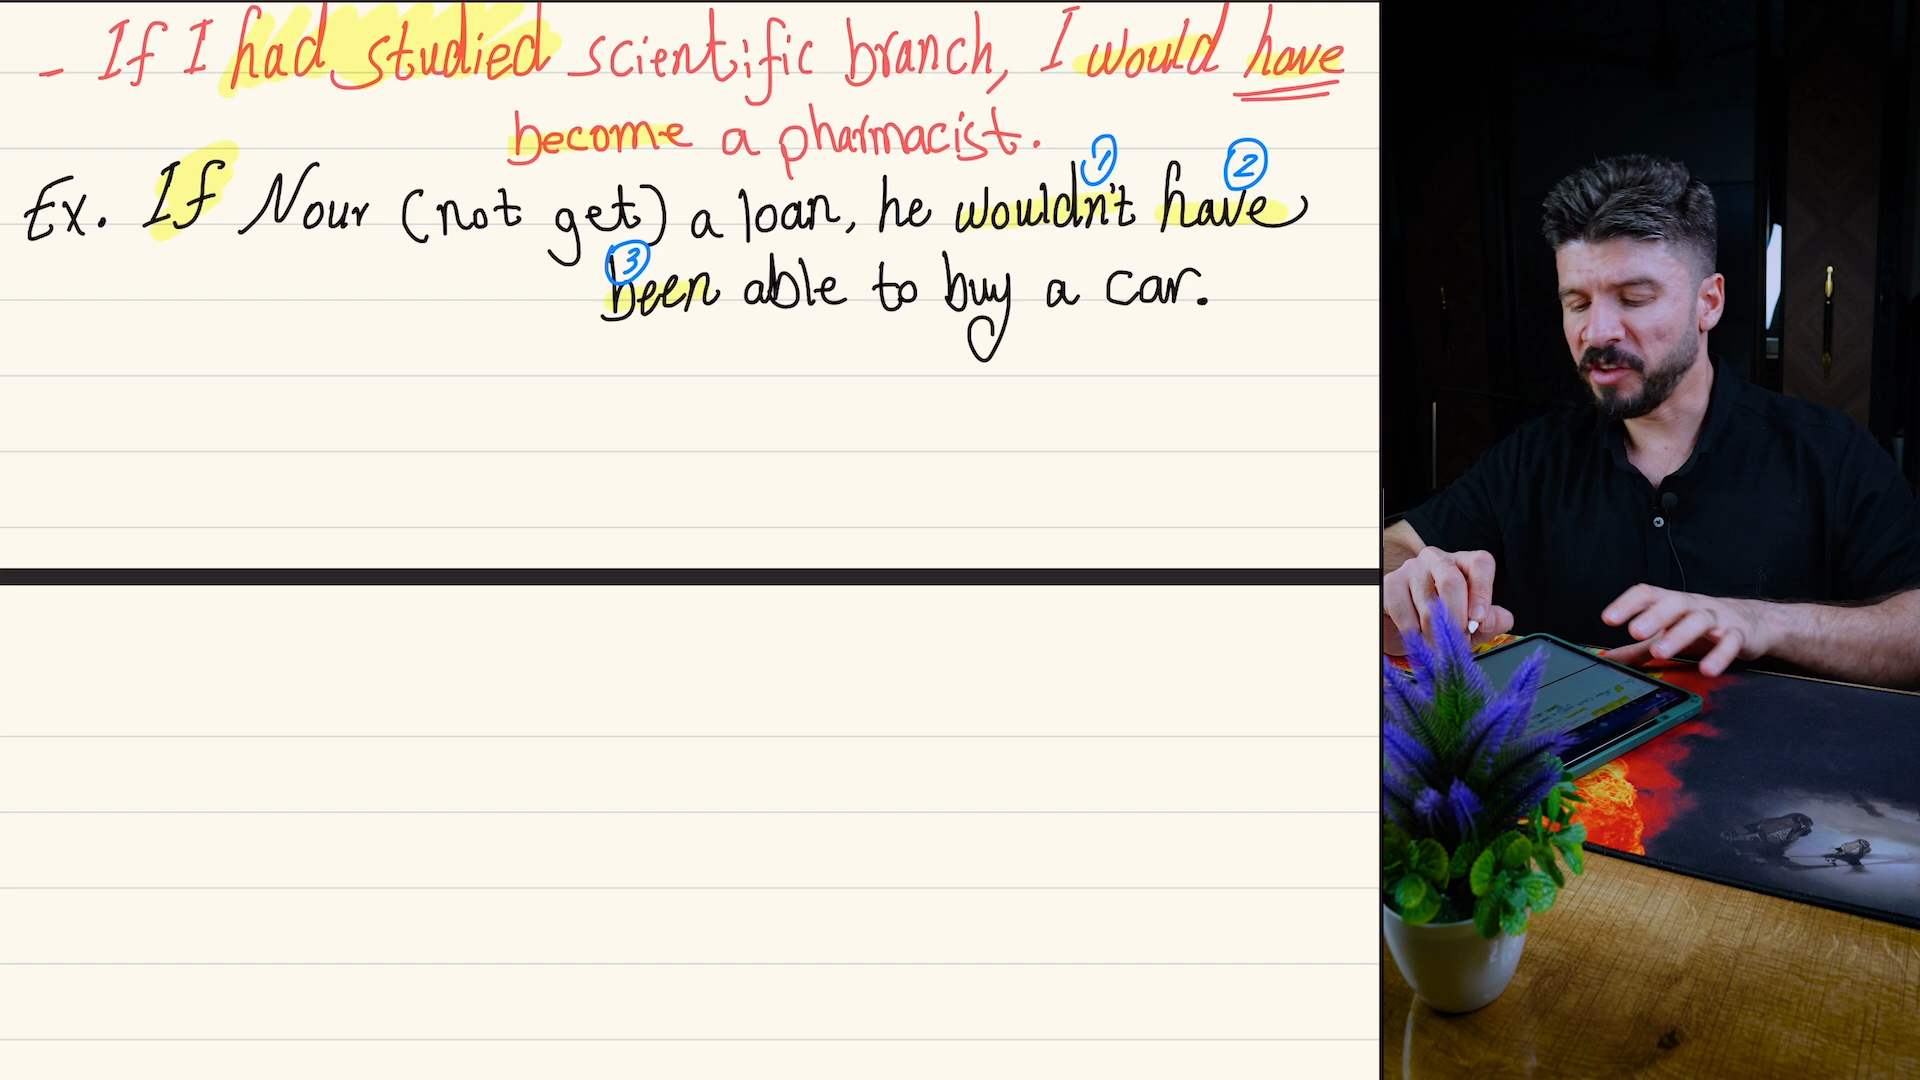 - If I had studied scientific branch, I would have
become a pharmacist.
1 2
Ex. If Nour (not get) a loan, he wouldn't have
3
been able to buy a car.